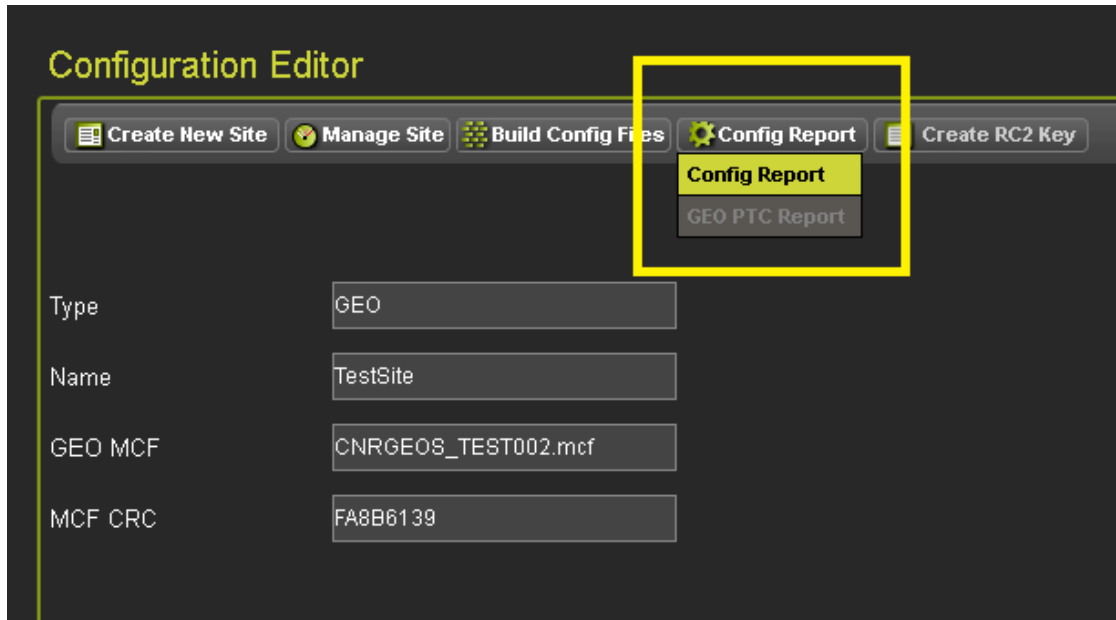 Configuration Editor
Create New Site Manage Site Build Config Files Config Report Create RC2 Key
Config Report
GEO PTC Report
Type GEO
Name TestSite
GEO MCF CNRGEOS_TEST002.mcf
MCF CRC FA8B6139